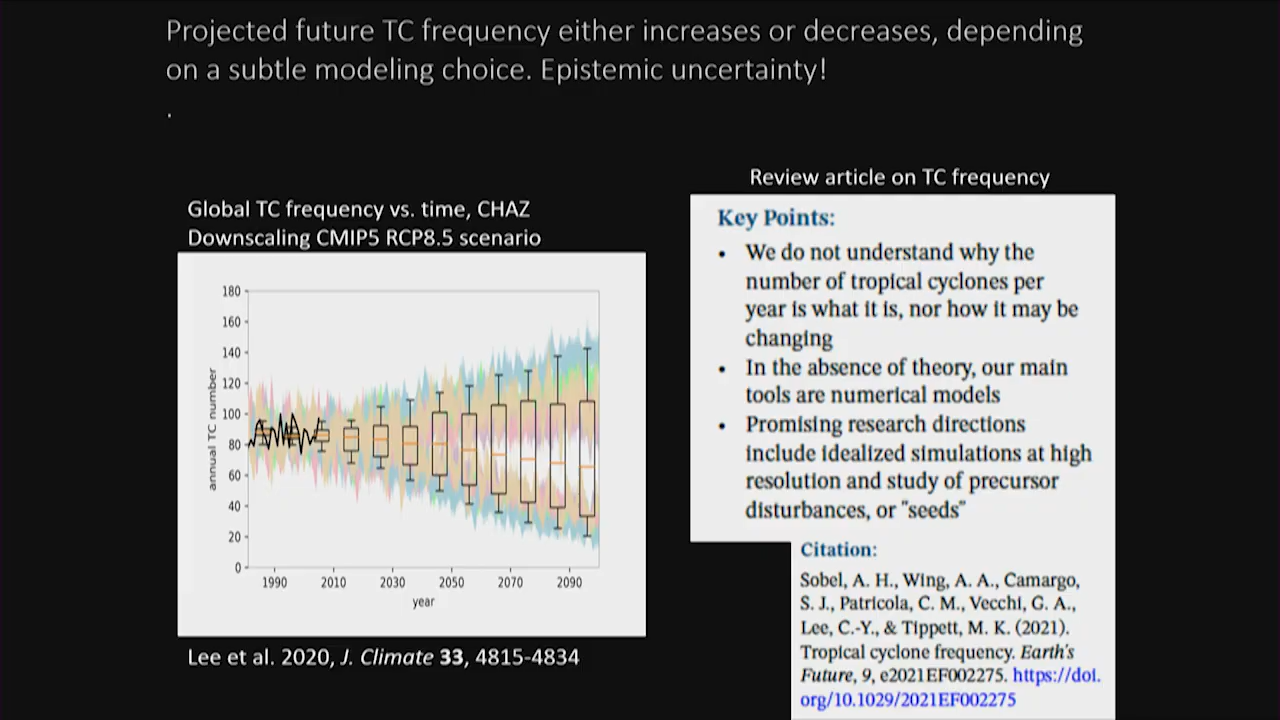 Projected future TC frequency either increases or decreases, depending
on a subtle modeling choice. Epistemic uncertainty!
.
Global TC frequency vs. time, CHAZ
Downscaling CMIP5 RCP8.5 scenario
180
160
140
120
100
80
60
40
20
0
annual TC number
1990 2010 2030 2050 2070 2090
year
Lee et al. 2020, J. Climate 33, 4815-4834
Review article on TC frequency
Key Points:
• We do not understand why the
number of tropical cyclones per
year is what it is, nor how it may be
changing
• In the absence of theory, our main
tools are numerical models
• Promising research directions
include idealized simulations at high
resolution and study of precursor
disturbances, or "seeds"
Citation:
Sobel, A. H., Wing, A. A., Camargo,
S. J., Patricola, C. M., Vecchi, G. A.,
Lee, C.-Y., & Tippett, M. K. (2021).
Tropical cyclone frequency. Earth's
Future, 9, e2021EF002275. https://doi.
org/10.1029/2021EF002275